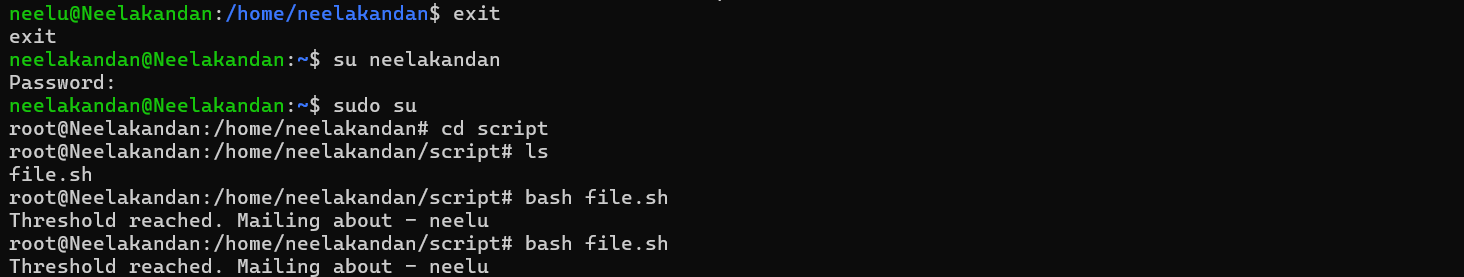 neelu@Neelakandan:/home/neelakandan$ exit
exit
neelakandan@Neelakandan:~$ su neelakandan
Password:
neelakandan@Neelakandan:~$ sudo su
root@Neelakandan:/home/neelakandan# cd script
root@Neelakandan:/home/neelakandan/script# ls
file.sh
root@Neelakandan:/home/neelakandan/script# bash file.sh
Threshold reached. Mailing about - neelu
root@Neelakandan:/home/neelakandan/script# bash file.sh
Threshold reached. Mailing about - neelu